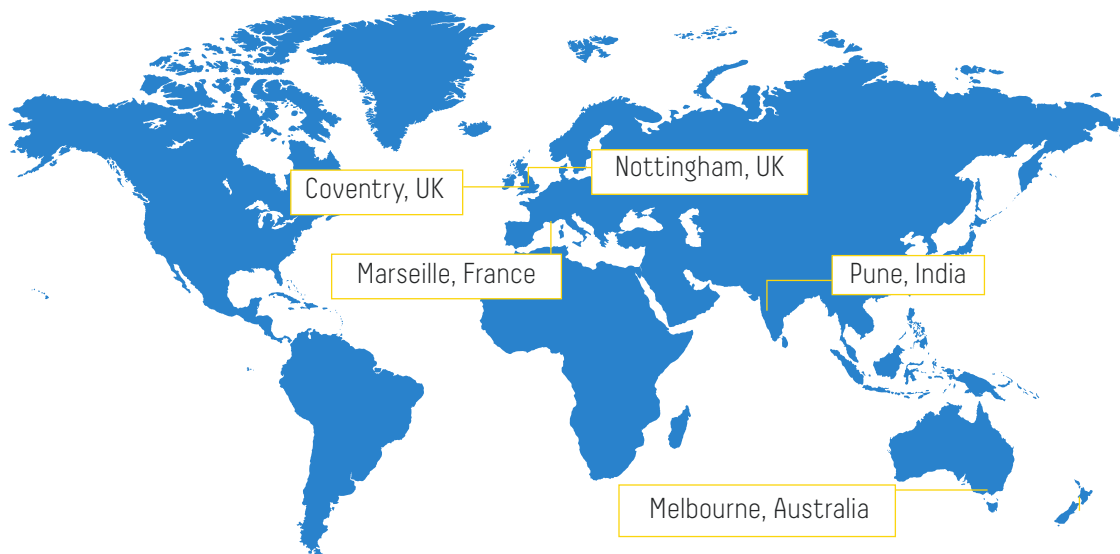 Nottingham, UK
Coventry, UK
Marseille, France
Pune, India
Melbourne, Australia